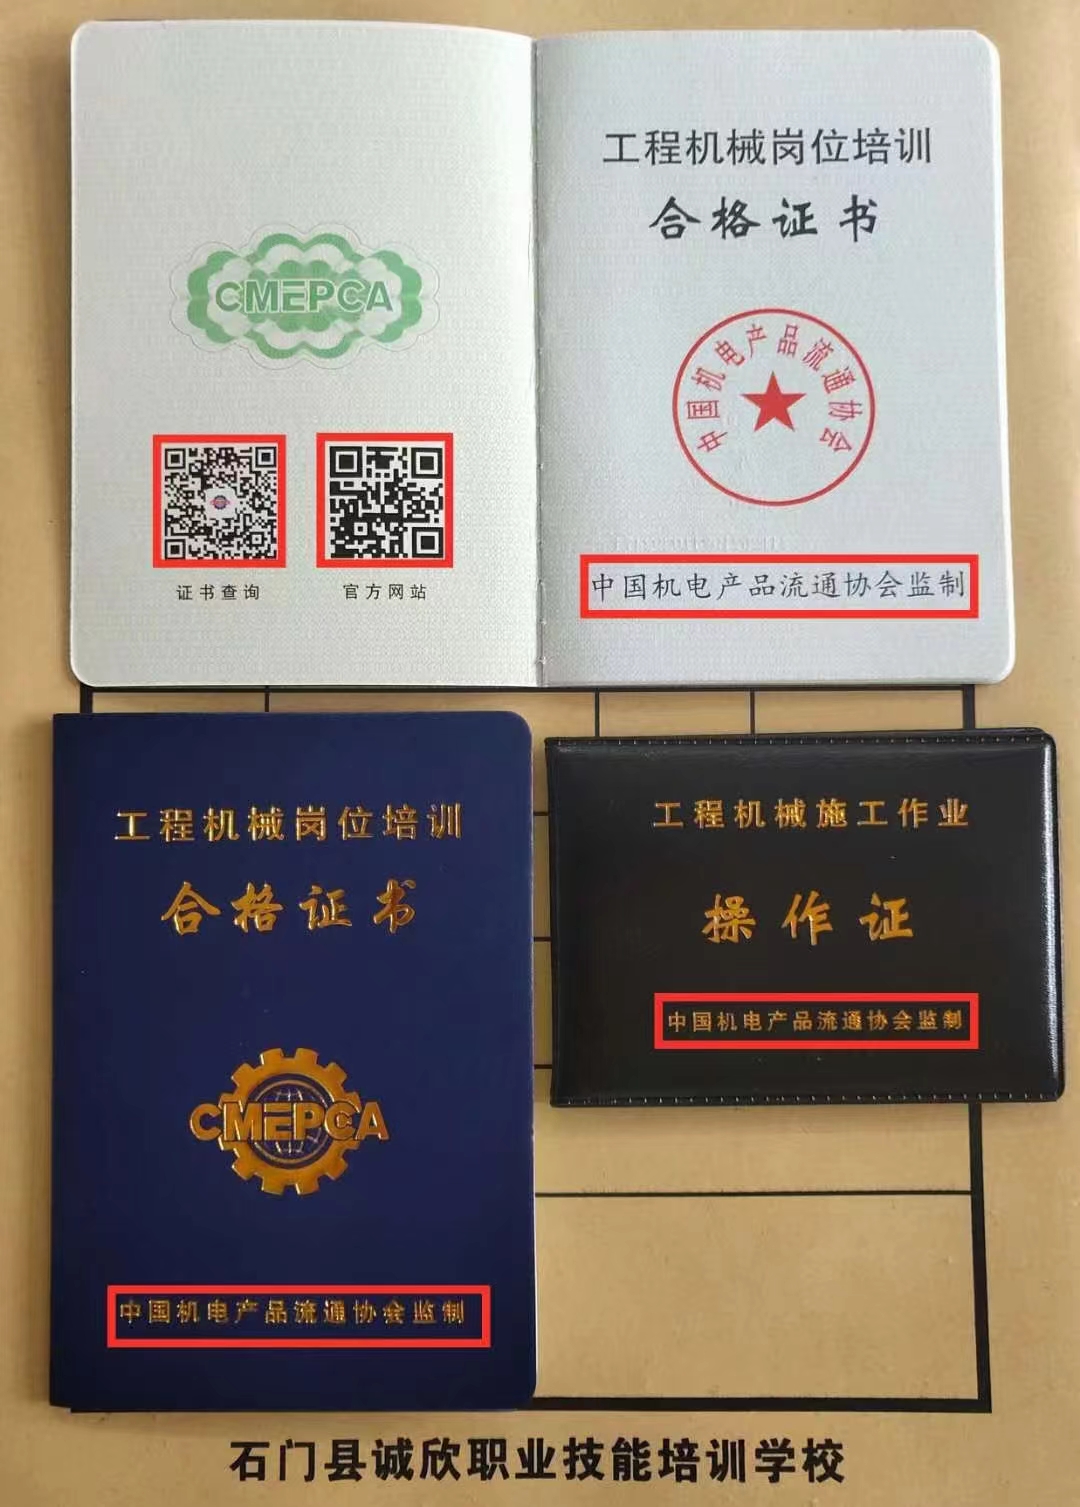 CMEPCA
证书查询
官方网站
工程机械岗位培训
合格证书
中国机电产品流通协会
中国机电产品流通协会监制
工程机械岗位培训
合格证书
CMEPCA
中国机电产品流通协会监制
工程机械施工作业
操作证
中国机电产品流通协会监制
石门县诚欣职业技能培训学校